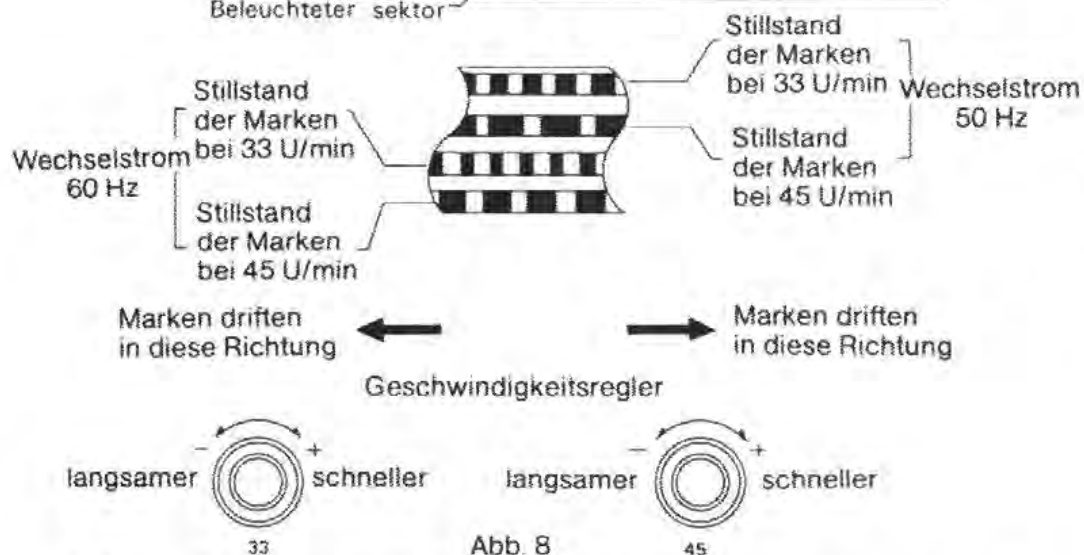 Beleuchteter sektor
Stillstand
der Marken
bei 33 U/min
Stillstand
der Marken
bei 45 U/min
Wechselstrom
50 Hz
Stillstand
der Marken
bei 33 U/min
Wechselstrom
60 Hz
Stillstand
der Marken
bei 45 U/min
Marken driften
in diese Richtung
Marken driften
in diese Richtung
Geschwindigkeitsregler
- +
langsamer schneller
33
- +
langsamer schneller
45
Abb. 8